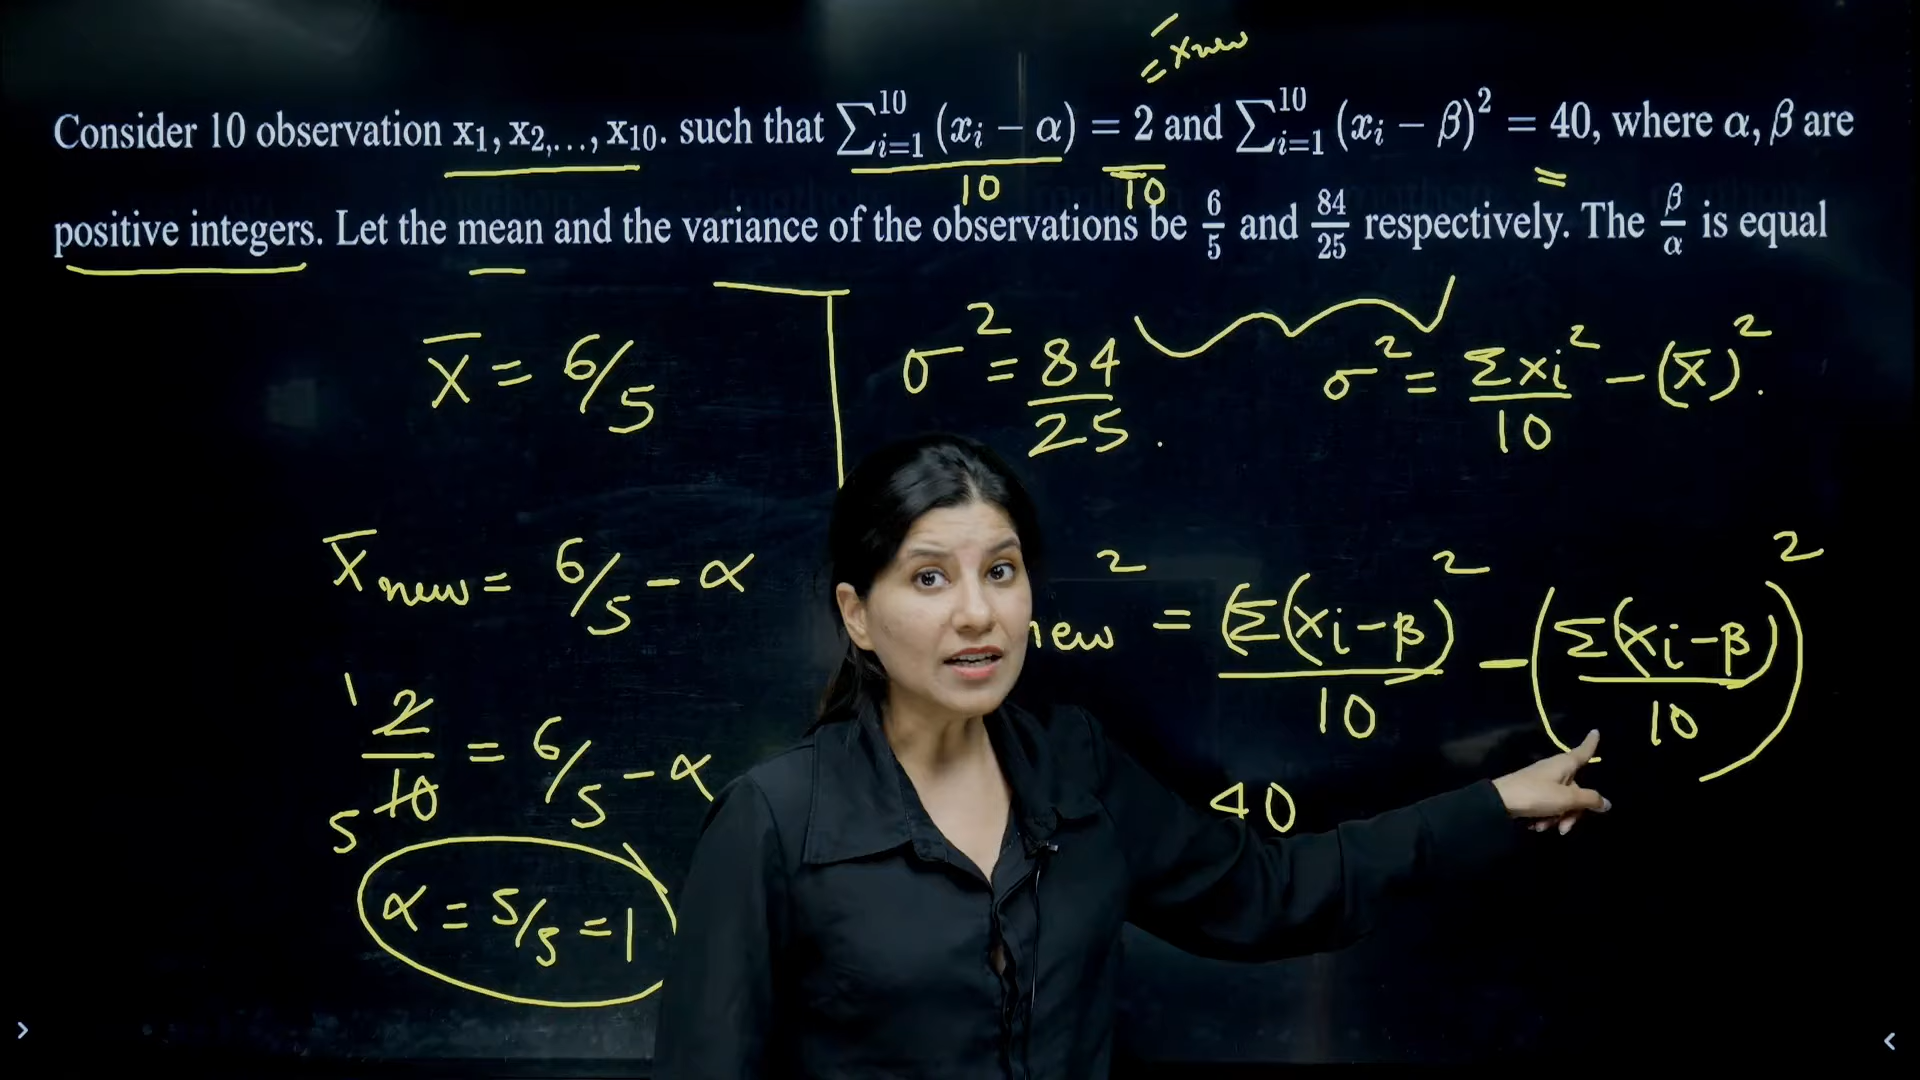 = x̄ new
Consider 10 observation x₁, x₂,…, x₁₀. such that ∑ᵢ₌₁¹⁰ (xᵢ − α) = 2 and ∑ᵢ₌₁¹⁰ (xᵢ − β)² = 40, where α, β are
10 10
positive integers. Let the mean and the variance of the observations be 6/5 and 84/25 respectively. The β/α is equal
x̄ = 6/5
σ² = 84/25 .
σ² = Σxi²/10 − (x̄)² .
x̄ new = 6/5 − α
new² = (Σ(xi−β)²/10 − (Σ(xi−β)/10)²
1 2/10 = 6/5 − α
5
40
α = 5/5 = 1